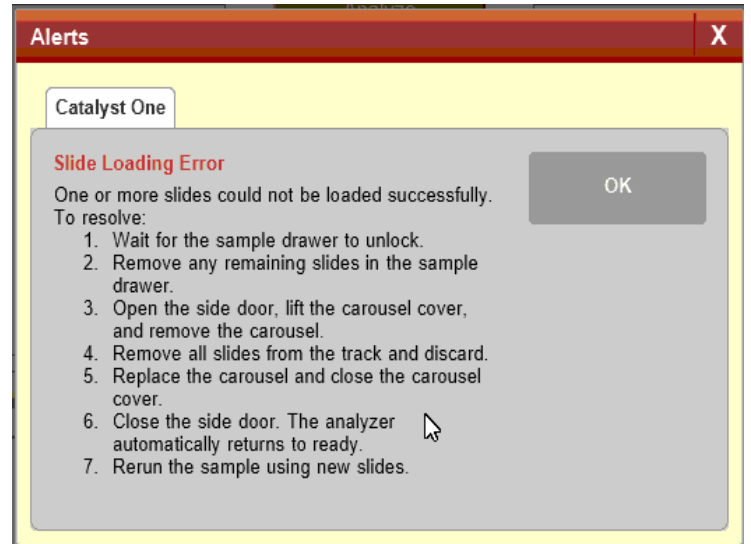 Analyze
Alerts
X
Catalyst One
Slide Loading Error
OK
One or more slides could not be loaded successfully.
To resolve:
1. Wait for the sample drawer to unlock.
2. Remove any remaining slides in the sample
drawer.
3. Open the side door, lift the carousel cover,
and remove the carousel.
4. Remove all slides from the track and discard.
5. Replace the carousel and close the carousel
cover.
6. Close the side door. The analyzer
automatically returns to ready.
7. Rerun the sample using new slides.